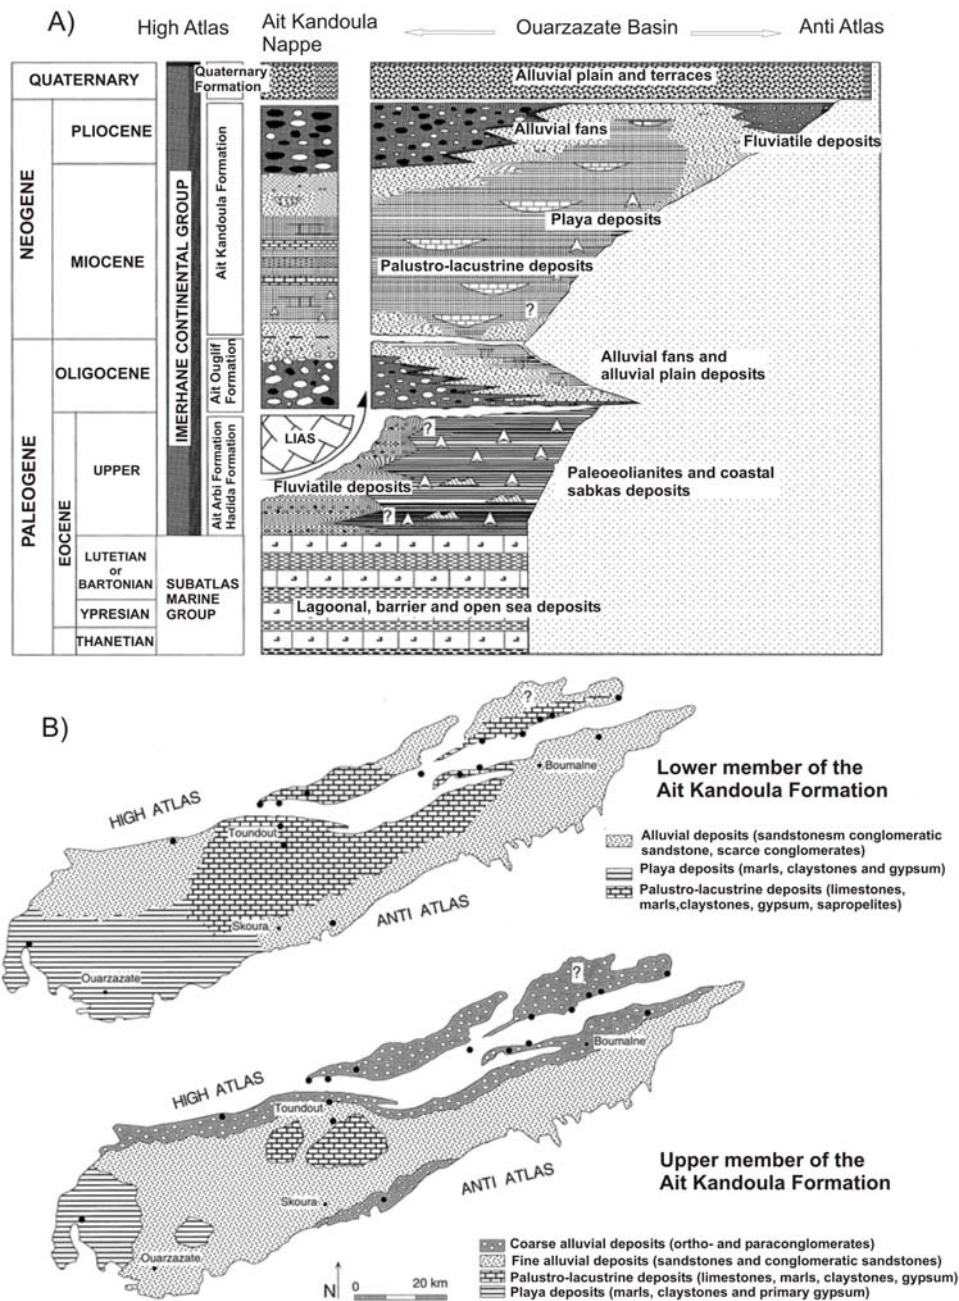 A)
High Atlas
Ait Kandoula
Nappe
Ouarzazate Basin
Anti Atlas
QUATERNARY
Quaternary
Formation
Alluvial plain and terraces
NEOGENE
PLIOCENE
MIOCENE
IMERHANE CONTINENTAL GROUP
Ait Kandoula Formation
Alluvial fans
Fluviatile deposits
Playa deposits
Palustro-lacustrine deposits
?
PALEOGENE
OLIGOCENE
Ait Ouglif
Formation
Alluvial fans and
alluvial plain deposits
EOCENE
UPPER
Ait Arbi Formation
Hadida Formation
LIAS
?
Fluviatile deposits
?
Paleoeolianites and coastal
sabkas deposits
LUTETIAN
or
BARTONIAN
YPRESIAN
THANETIAN
SUBATLAS
MARINE
GROUP
Lagoonal, barrier and open sea deposits
B)
?
Boumalne
HIGH ATLAS
Toundout
Skoura
ANTI ATLAS
Ouarzazate
Lower member of the
Ait Kandoula Formation
Alluvial deposits (sandstonesm conglomeratic
sandstone, scarce conglomerates)
Playa deposits (marls, claystones and gypsum)
Palustro-lacustrine deposits (limestones,
marls,claystones, gypsum, sapropelites)
?
Boumalne
HIGH ATLAS
Toundout
Skoura
ANTI ATLAS
Ouarzazate
Upper member of the
Ait Kandoula Formation
N
0 20 km
Coarse alluvial deposits (ortho- and paraconglomerates)
Fine alluvial deposits (sandstones and conglomeratic sandstones)
Palustro-lacustrine deposits (limestones, marls, claystones, gypsum)
Playa deposits (marls, claystones and primary gypsum)